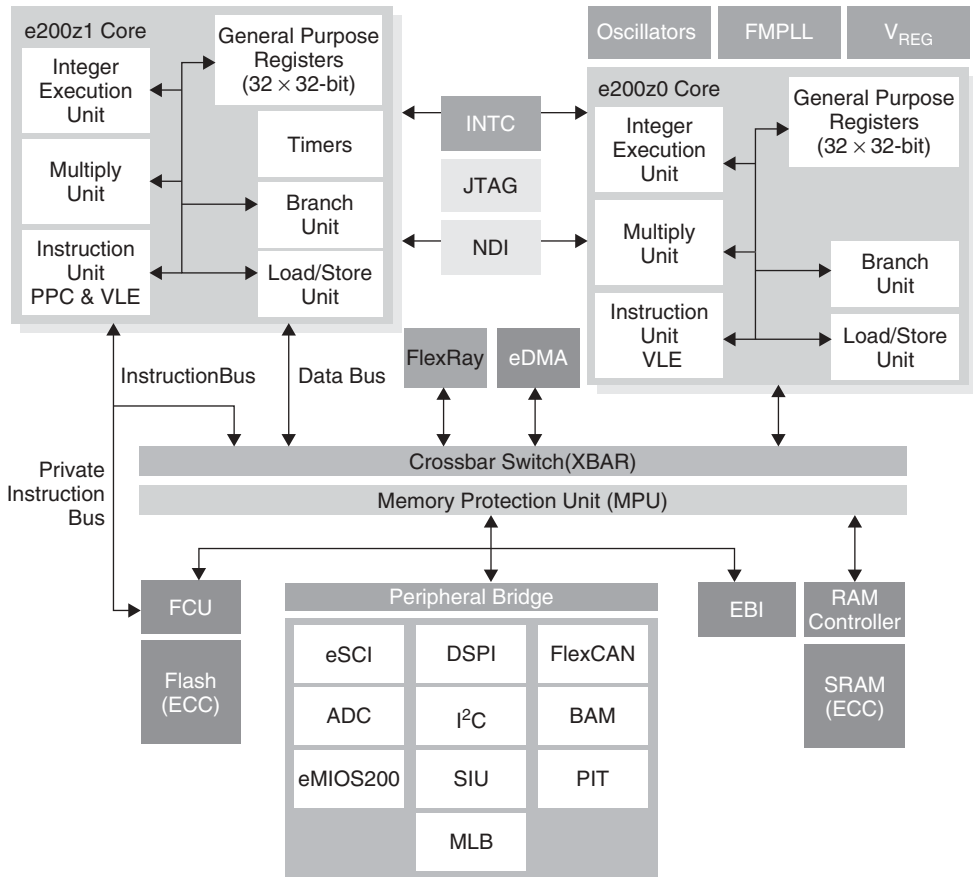 e200z1 Core
Integer
Execution
Unit
Multiply
Unit
Instruction
Unit
PPC & VLE
General Purpose
Registers
(32 × 32-bit)
Timers
Branch
Unit
Load/Store
Unit
INTC
JTAG
NDI
Oscillators
FMPLL
V_REG
e200z0 Core
Integer
Execution
Unit
Multiply
Unit
Instruction
Unit
VLE
General Purpose
Registers
(32 × 32-bit)
Branch
Unit
Load/Store
Unit
InstructionBus
Data Bus
FlexRay
eDMA
Private
Instruction
Bus
Crossbar Switch(XBAR)
Memory Protection Unit (MPU)
FCU
Flash
(ECC)
Peripheral Bridge
eSCI
DSPI
FlexCAN
ADC
I²C
BAM
eMIOS200
SIU
PIT
MLB
EBI
RAM
Controller
SRAM
(ECC)